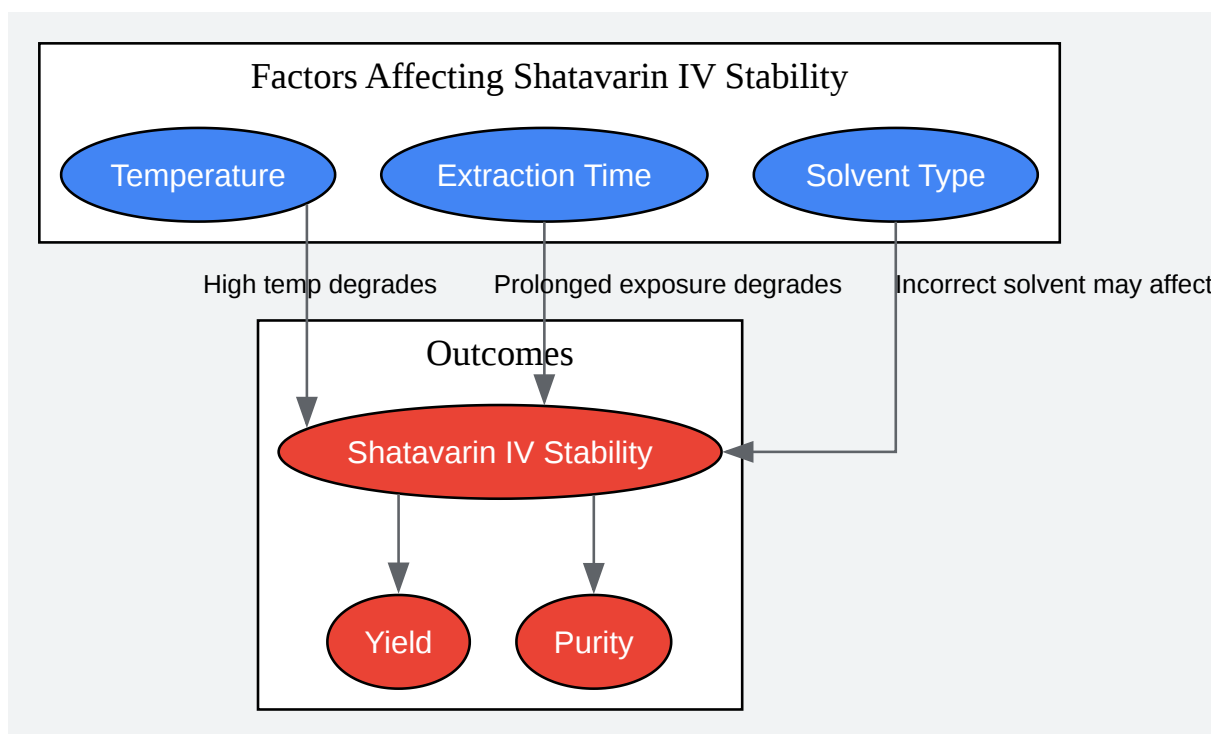 Factors Affecting Shatavarin IV Stability
Temperature
Extraction Time
Solvent Type
High temp degrades
Prolonged exposure degrades
Incorrect solvent may affect
Outcomes
Shatavarin IV Stability
Yield
Purity